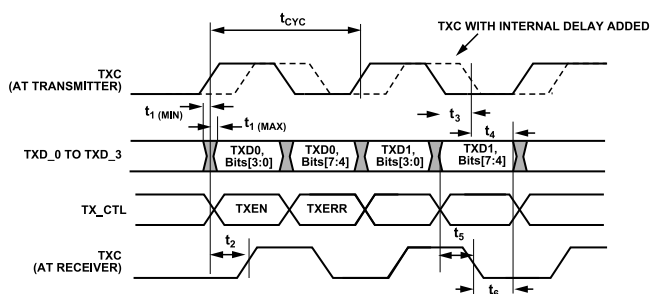 tCYC
TXC WITH INTERNAL DELAY ADDED
TXC
(AT TRANSMITTER)
t1 (MIN)
t1 (MAX)
t3
t4
TXD_0 TO TXD_3
TXD0,
Bits[3:0]
TXD0,
Bits[7:4]
TXD1,
Bits[3:0]
TXD1,
Bits[7:4]
TX_CTL
TXEN
TXERR
t2
t5
TXC
(AT RECEIVER)
t6